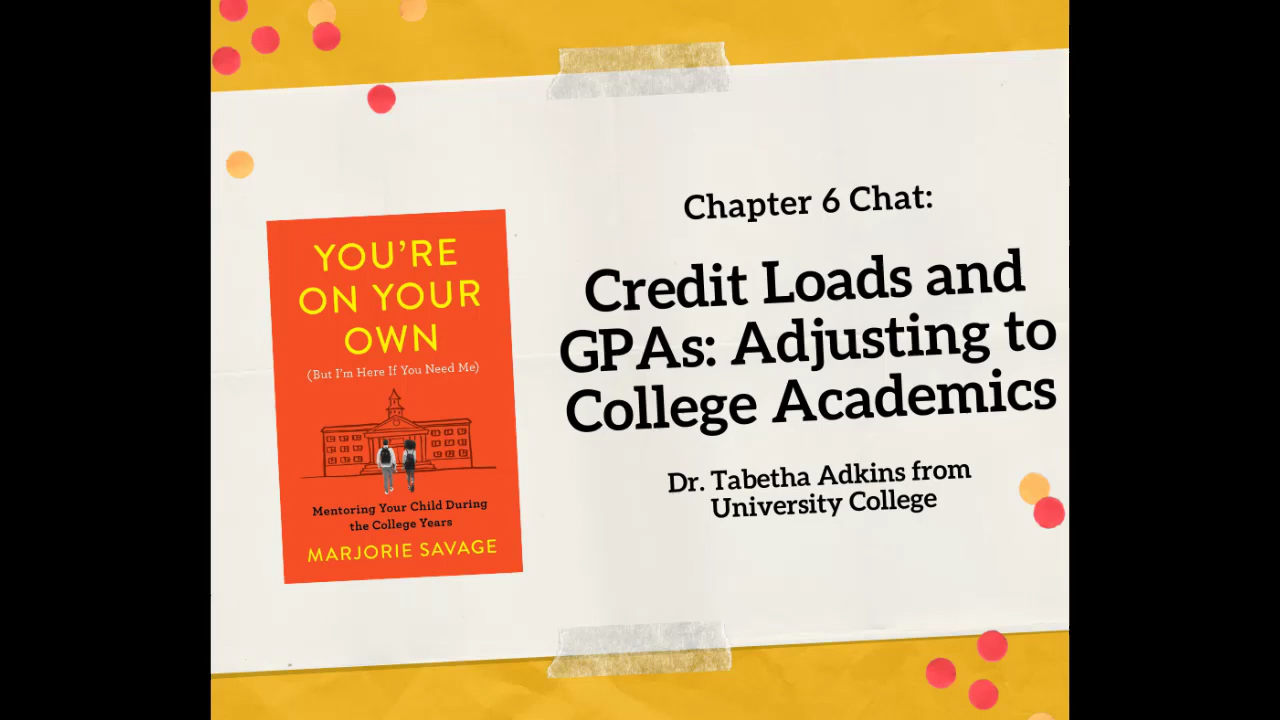 YOU'RE
ON YOUR
OWN
(But I'm Here If You Need Me)
Mentoring Your Child During
the College Years
MARJORIE SAVAGE
Chapter 6 Chat:
Credit Loads and
GPAs: Adjusting to
College Academics
Dr. Tabetha Adkins from
University College